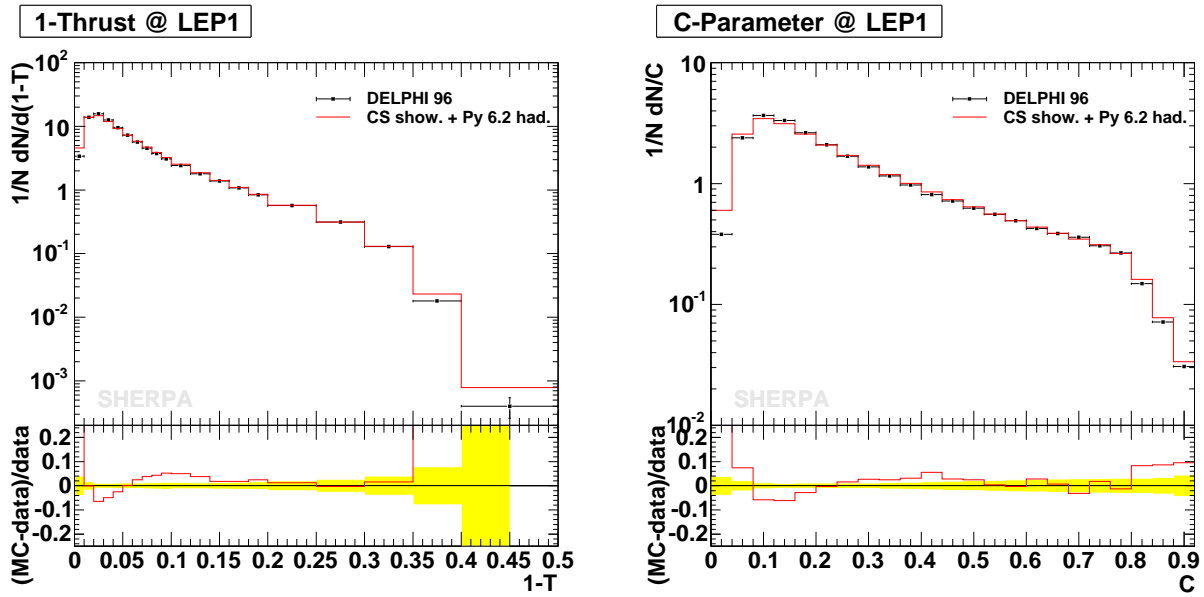 1-Thrust @ LEP1
1/N dN/d(1-T)
10^2
10
1
10^-1
10^-2
10^-3
DELPHI 96
CS show. + Py 6.2 had.
SHERPA
(MC-data)/data
0.2
0.1
0
-0.1
-0.2
0 0.05 0.1 0.15 0.2 0.25 0.3 0.35 0.4 0.45 0.5
1-T
C-Parameter @ LEP1
1/N dN/C
10
1
10^-1
10^-2
DELPHI 96
CS show. + Py 6.2 had.
SHERPA
(MC-data)/data
0.2
0.1
0
-0.1
-0.2
0 0.1 0.2 0.3 0.4 0.5 0.6 0.7 0.8 0.9
C